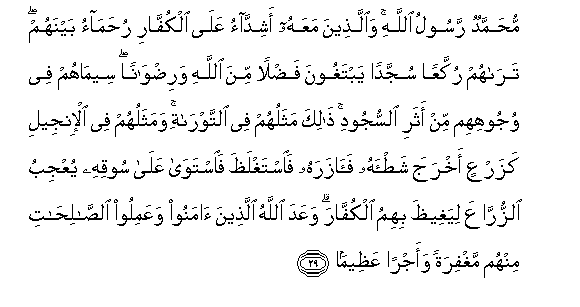 مُّحَمَّدٌ رَّسُولُ ٱللَّهِ ۚ وَٱلَّذِينَ مَعَهُۥٓ أَشِدَّآءُ عَلَى ٱلْكُفَّارِ رُحَمَآءُ بَيْنَهُمْ ۖ
تَرَىٰهُمْ رُكَّعًا سُجَّدًا يَبْتَغُونَ فَضْلًا مِّنَ ٱللَّهِ وَرِضْوَٰنًا ۖ سِيمَاهُمْ فِى
وُجُوهِهِم مِّنْ أَثَرِ ٱلسُّجُودِ ۚ ذَٰلِكَ مَثَلُهُمْ فِى ٱلتَّوْرَىٰةِ ۚ وَمَثَلُهُمْ فِى ٱلْإِنجِيلِ
كَزَرْعٍ أَخْرَجَ شَطْـَٔهُۥ فَـَٔازَرَهُۥ فَٱسْتَغْلَظَ فَٱسْتَوَىٰ عَلَىٰ سُوقِهِۦ يُعْجِبُ
ٱلزُّرَّاعَ لِيَغِيظَ بِهِمُ ٱلْكُفَّارَ ۗ وَعَدَ ٱللَّهُ ٱلَّذِينَ ءَامَنُوا۟ وَعَمِلُوا۟ ٱلصَّـٰلِحَـٰتِ
مِنْهُم مَّغْفِرَةً وَأَجْرًا عَظِيمًۢا ٢٩